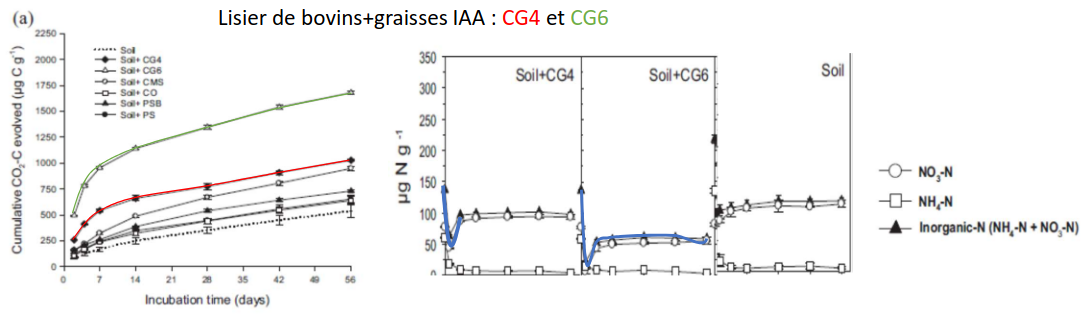 Lisier de bovins+graisses IAA : CG4 et CG6
(a)
Cumulative CO₂-C evolved (µg C g⁻¹)
2250
2000
1750
1500
1250
1000
750
500
250
0
Soil
Soil+ CG4
Soil+ CG6
Soil+ CMS
Soil+ CO
Soil+ PSB
Soil+ PS
0 7 14 21 28 35 42 49 56
Incubation time (days)
µg N g⁻¹
350
300
250
200
150
100
50
0
Soil+CG4
Soil+CG6
Soil
NO₃-N
NH₄-N
Inorganic-N (NH₄-N + NO₃-N)